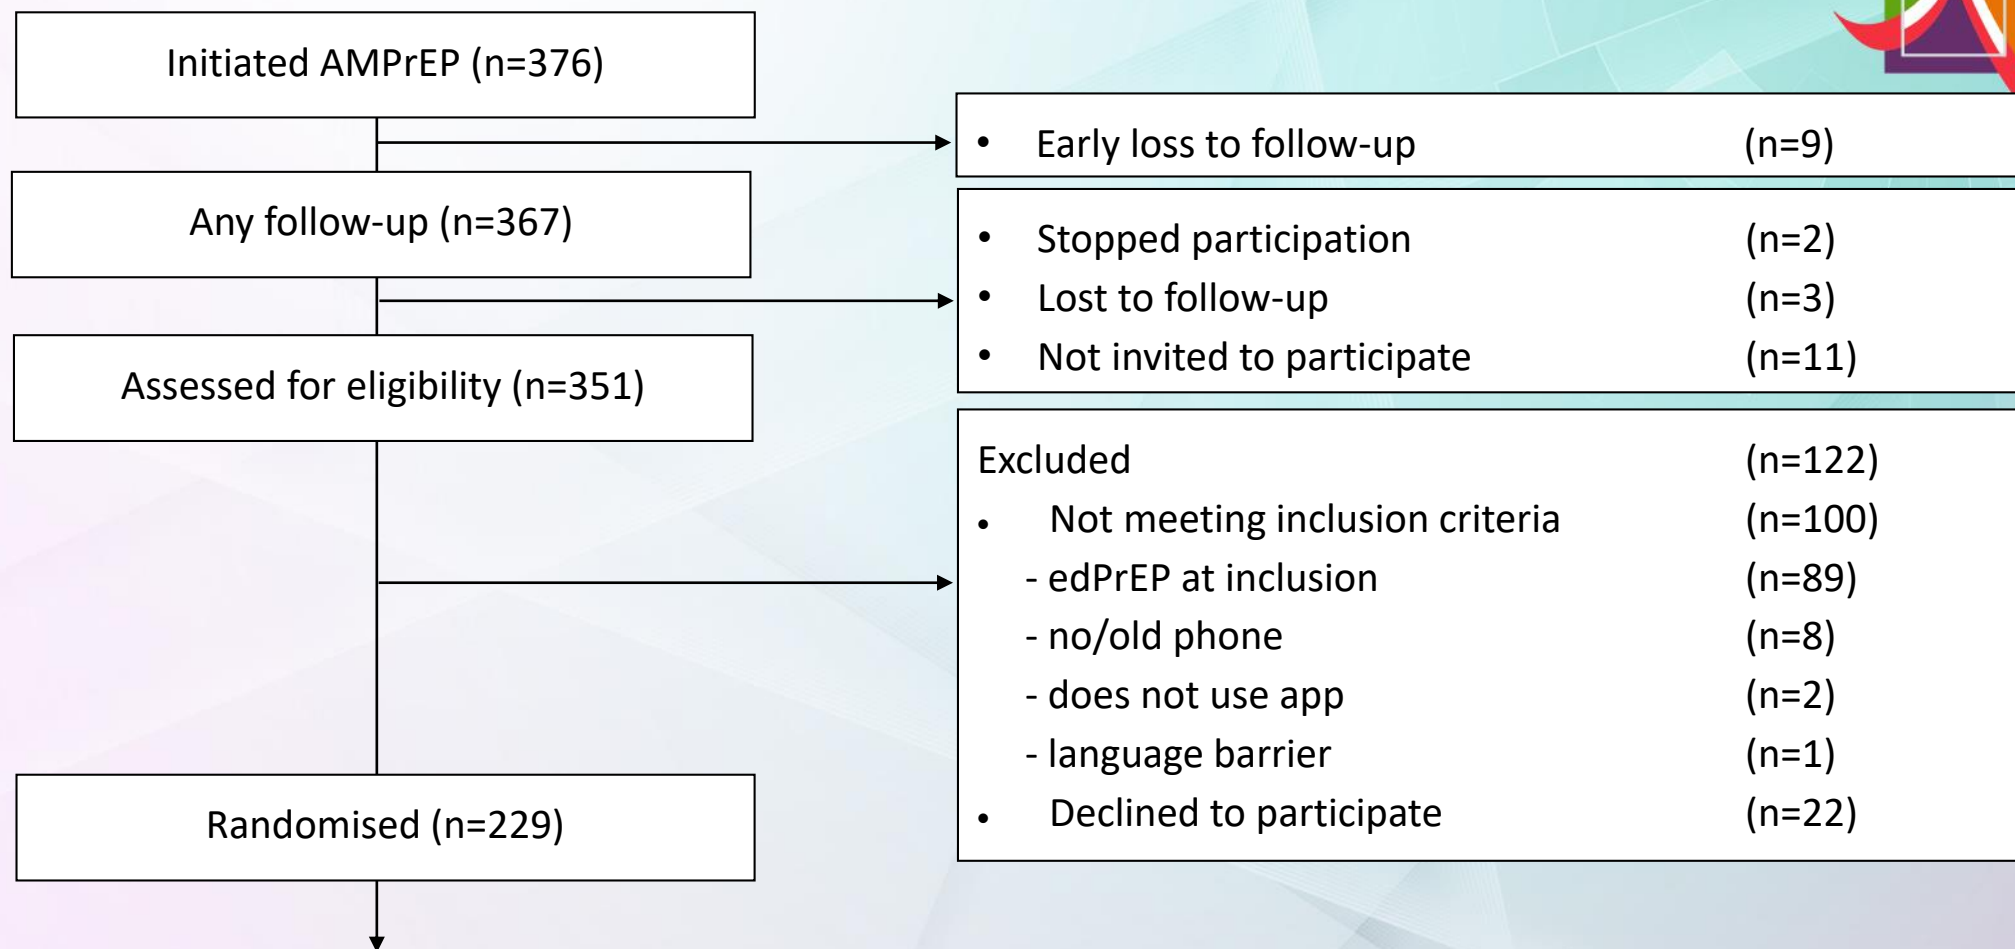 Initiated AMPrEP (n=376)
• Early loss to follow-up (n=9)
Any follow-up (n=367)
• Stopped participation (n=2)
• Lost to follow-up (n=3)
• Not invited to participate (n=11)
Assessed for eligibility (n=351)
Excluded (n=122)
• Not meeting inclusion criteria (n=100)
- edPrEP at inclusion (n=89)
- no/old phone (n=8)
- does not use app (n=2)
- language barrier (n=1)
• Declined to participate (n=22)
Randomised (n=229)